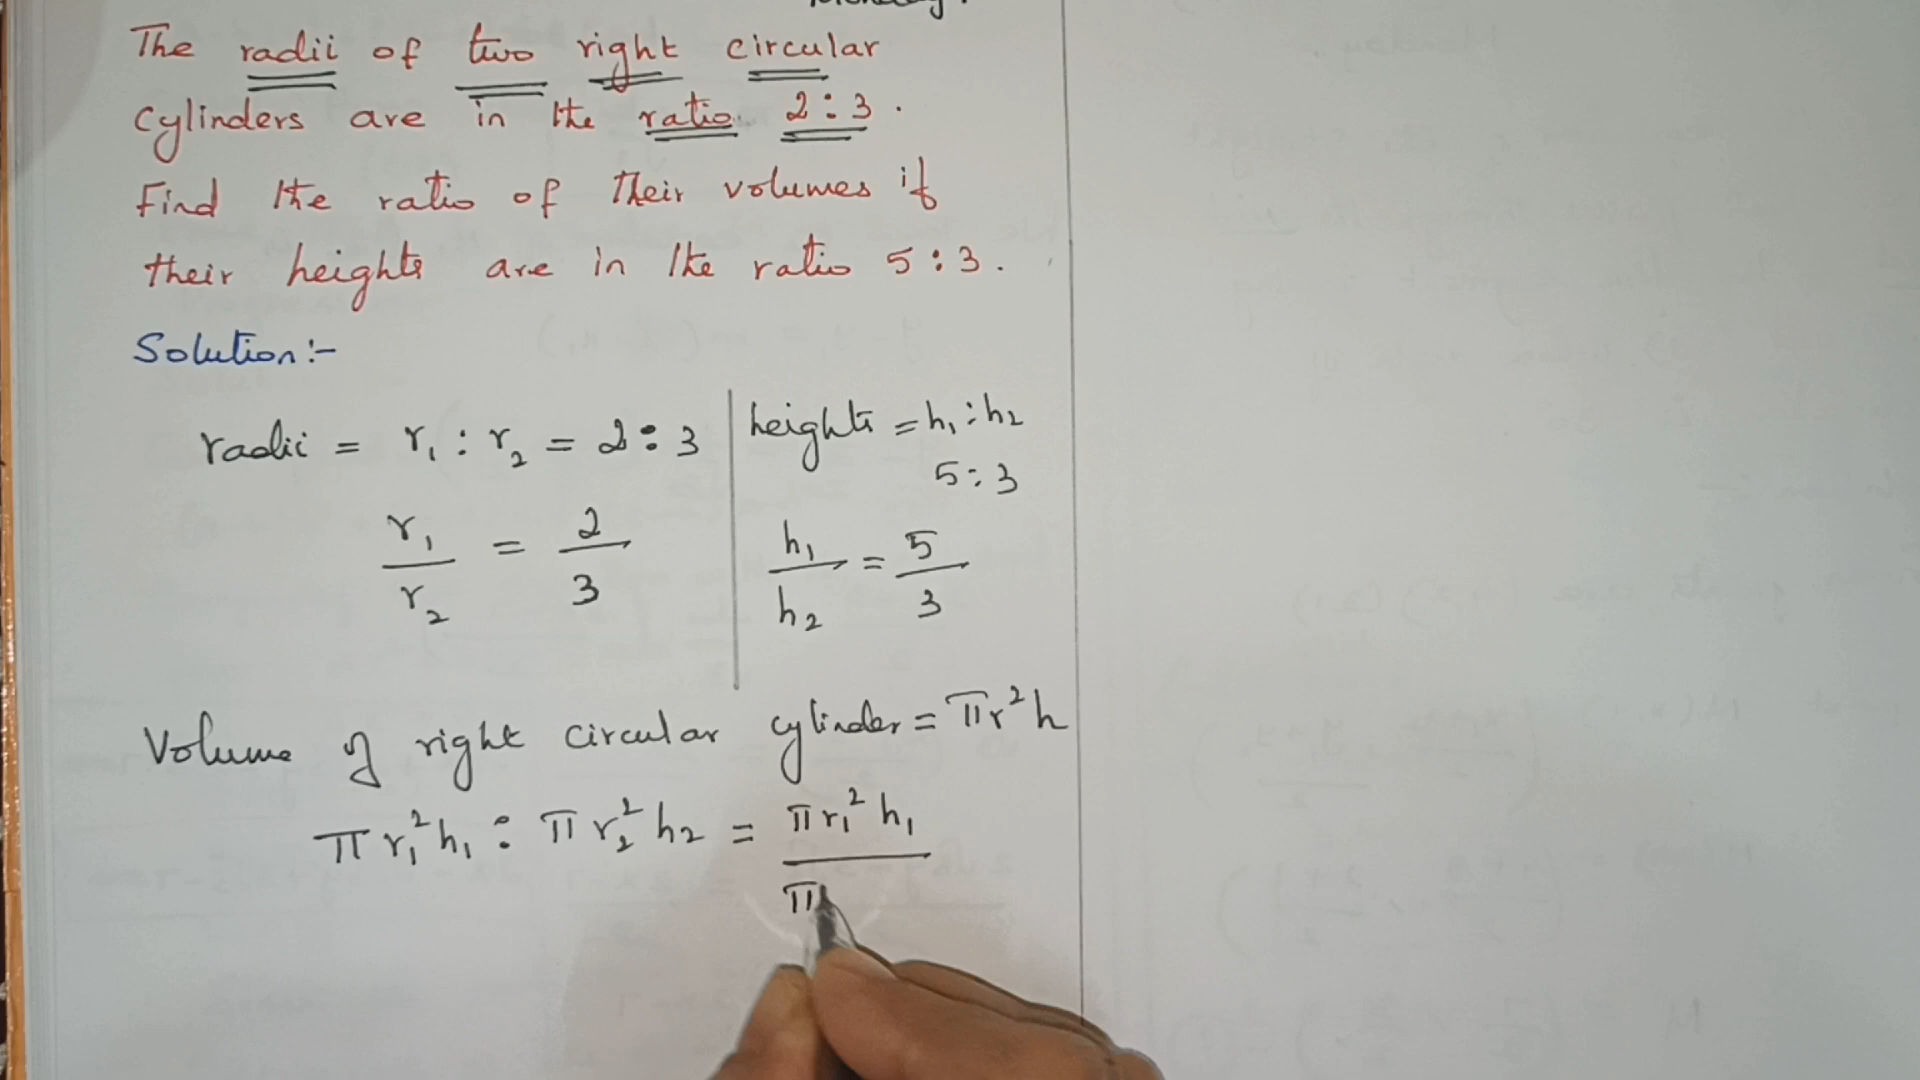 The radii of two right circular
cylinders are in the ratio 2:3.
Find the ratio of their volumes if
their heights are in the ratio 5:3.
Solution:-
radii = r₁ : r₂ = 2:3
r₁/r₂ = 2/3
heights = h₁:h₂
5:3
h₁/h₂ = 5/3
Volume of right circular cylinder = πr²h
πr₁²h₁ : πr₂²h₂ = πr₁²h₁/π